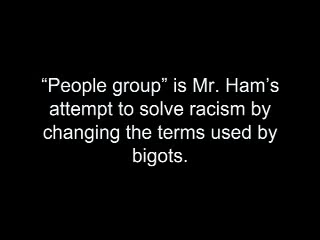 “People group” is Mr. Ham’s
attempt to solve racism by
changing the terms used by
bigots.